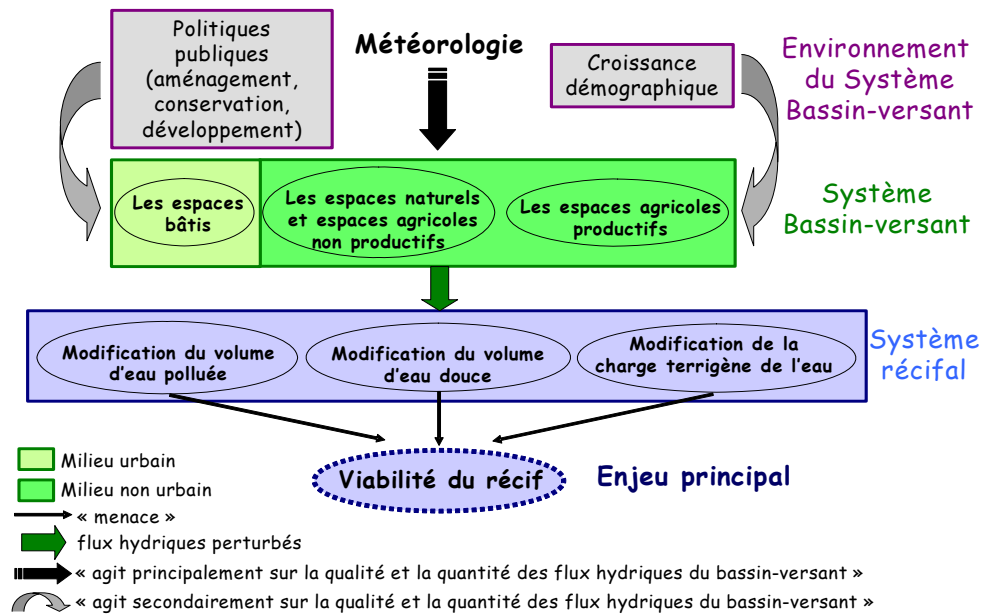 Politiques
publiques
(aménagement,
conservation,
développement)
Météorologie
Croissance
démographique
Environnement
du Système
Bassin-versant
Les espaces
bâtis
Les espaces naturels
et espaces agricoles
non productifs
Les espaces agricoles
productifs
Système
Bassin-versant
Modification du volume
d'eau polluée
Modification du volume
d'eau douce
Modification de la
charge terrigène de l'eau
Système
récifal
Viabilité du récif
Enjeu principal
Milieu urbain
Milieu non urbain
« menace »
flux hydriques perturbés
« agit principalement sur la qualité et la quantité des flux hydriques du bassin-versant »
« agit secondairement sur la qualité et la quantité des flux hydriques du bassin-versant »